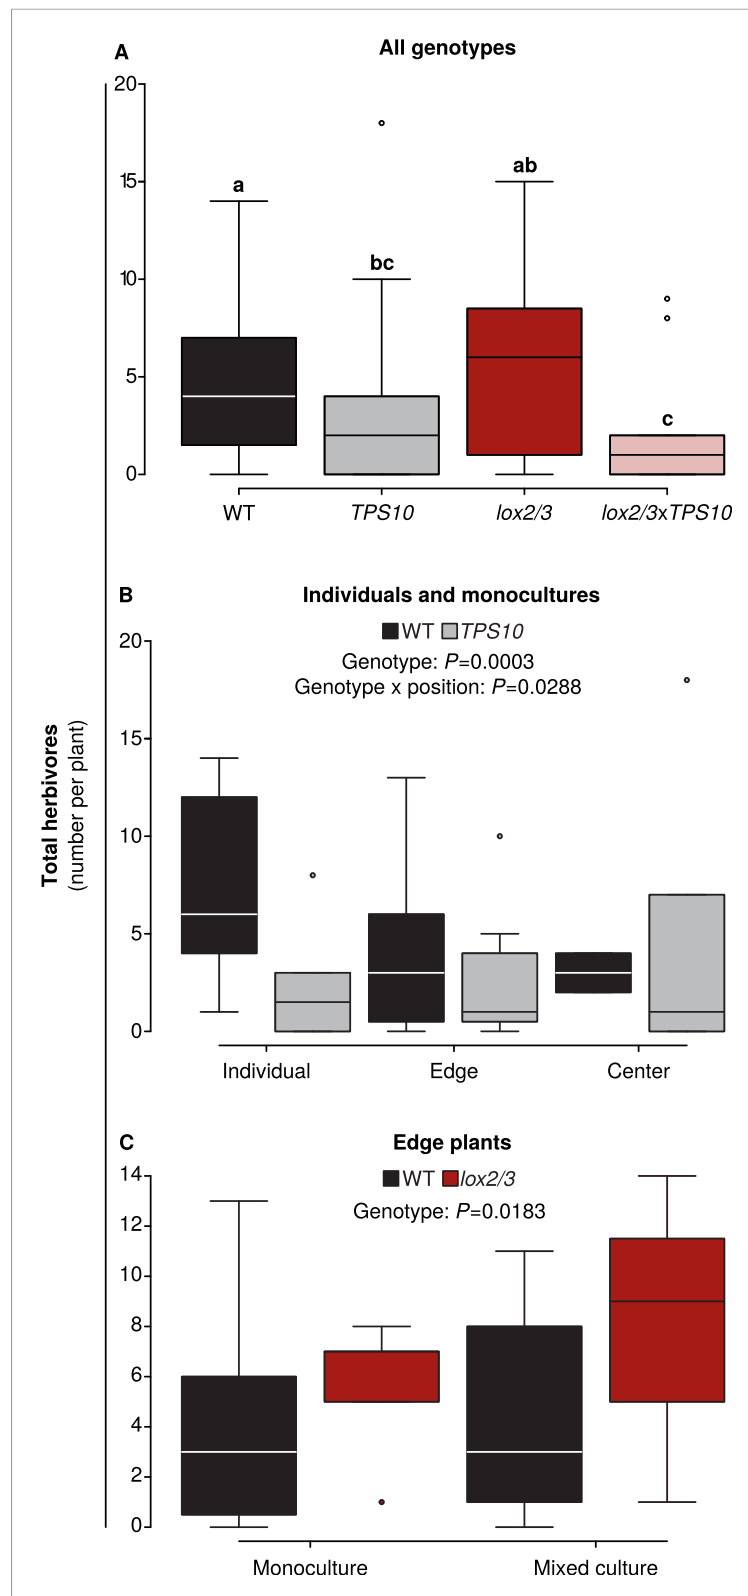 A
All genotypes
20
15
10
5
0
a
bc
ab
c
WT
TPS10
lox2/3
lox2/3xTPS10
Total herbivores
(number per plant)
B
Individuals and monocultures
WT TPS10
Genotype: P=0.0003
Genotype x position: P=0.0288
20
15
10
5
0
Individual
Edge
Center
C
Edge plants
WT lox2/3
Genotype: P=0.0183
14
12
10
8
6
4
2
0
Monoculture
Mixed culture